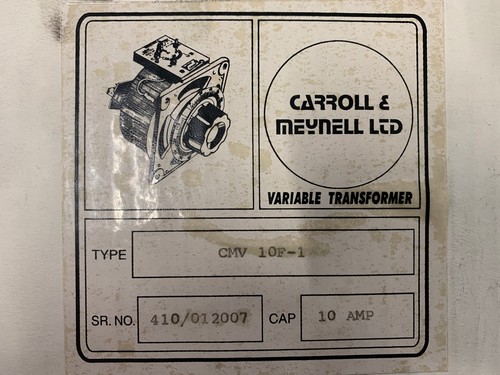 CARROLL &
MEYNELL LTD
VARIABLE TRANSFORMER
TYPE CMV 10F-1
SR. NO. 410/012007 CAP 10 AMP